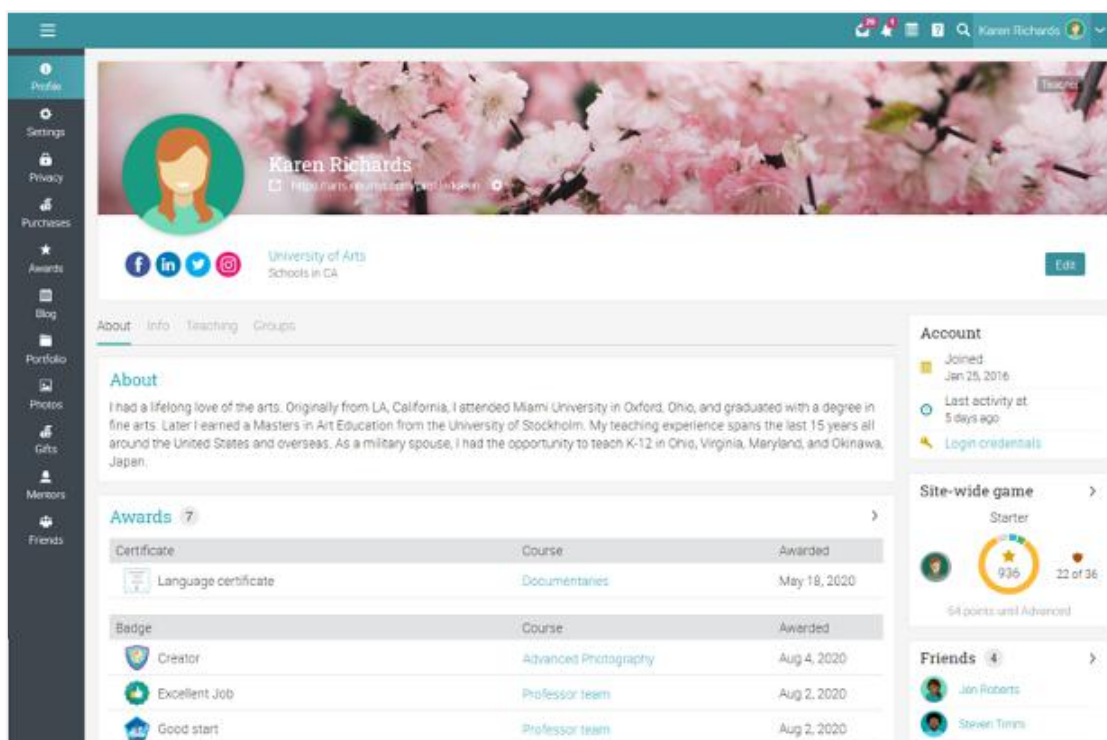 Karen Richards
Profile
Settings
Privacy
Purchases
Awards
Blog
Portfolio
Photos
Gifts
Mentors
Friends
Teacher
Karen Richards
University of Arts
Schools in CA
Edit
About Info Teaching Groups
About
I had a lifelong love of the arts. Originally from LA, California, I attended Miami University in Oxford, Ohio, and graduated with a degree in
fine arts. Later I earned a Masters in Art Education from the University of Stockholm. My teaching experience spans the last 15 years all
around the United States and overseas. As a military spouse, I had the opportunity to teach K-12 in Ohio, Virginia, Maryland, and Okinawa,
Japan.
Awards 7
Certificate Course Awarded
Language certificate Documentaries May 18, 2020
Badge Course Awarded
Creator Advanced Photography Aug 4, 2020
Excellent Job Professor team Aug 2, 2020
Good start Professor team Aug 2, 2020
Account
Joined
Jan 25, 2016
Last activity at
5 days ago
Login credentials
Site-wide game
Starter
936
22 of 36
64 points until Advanced
Friends 4
Jon Roberts
Steven Timms